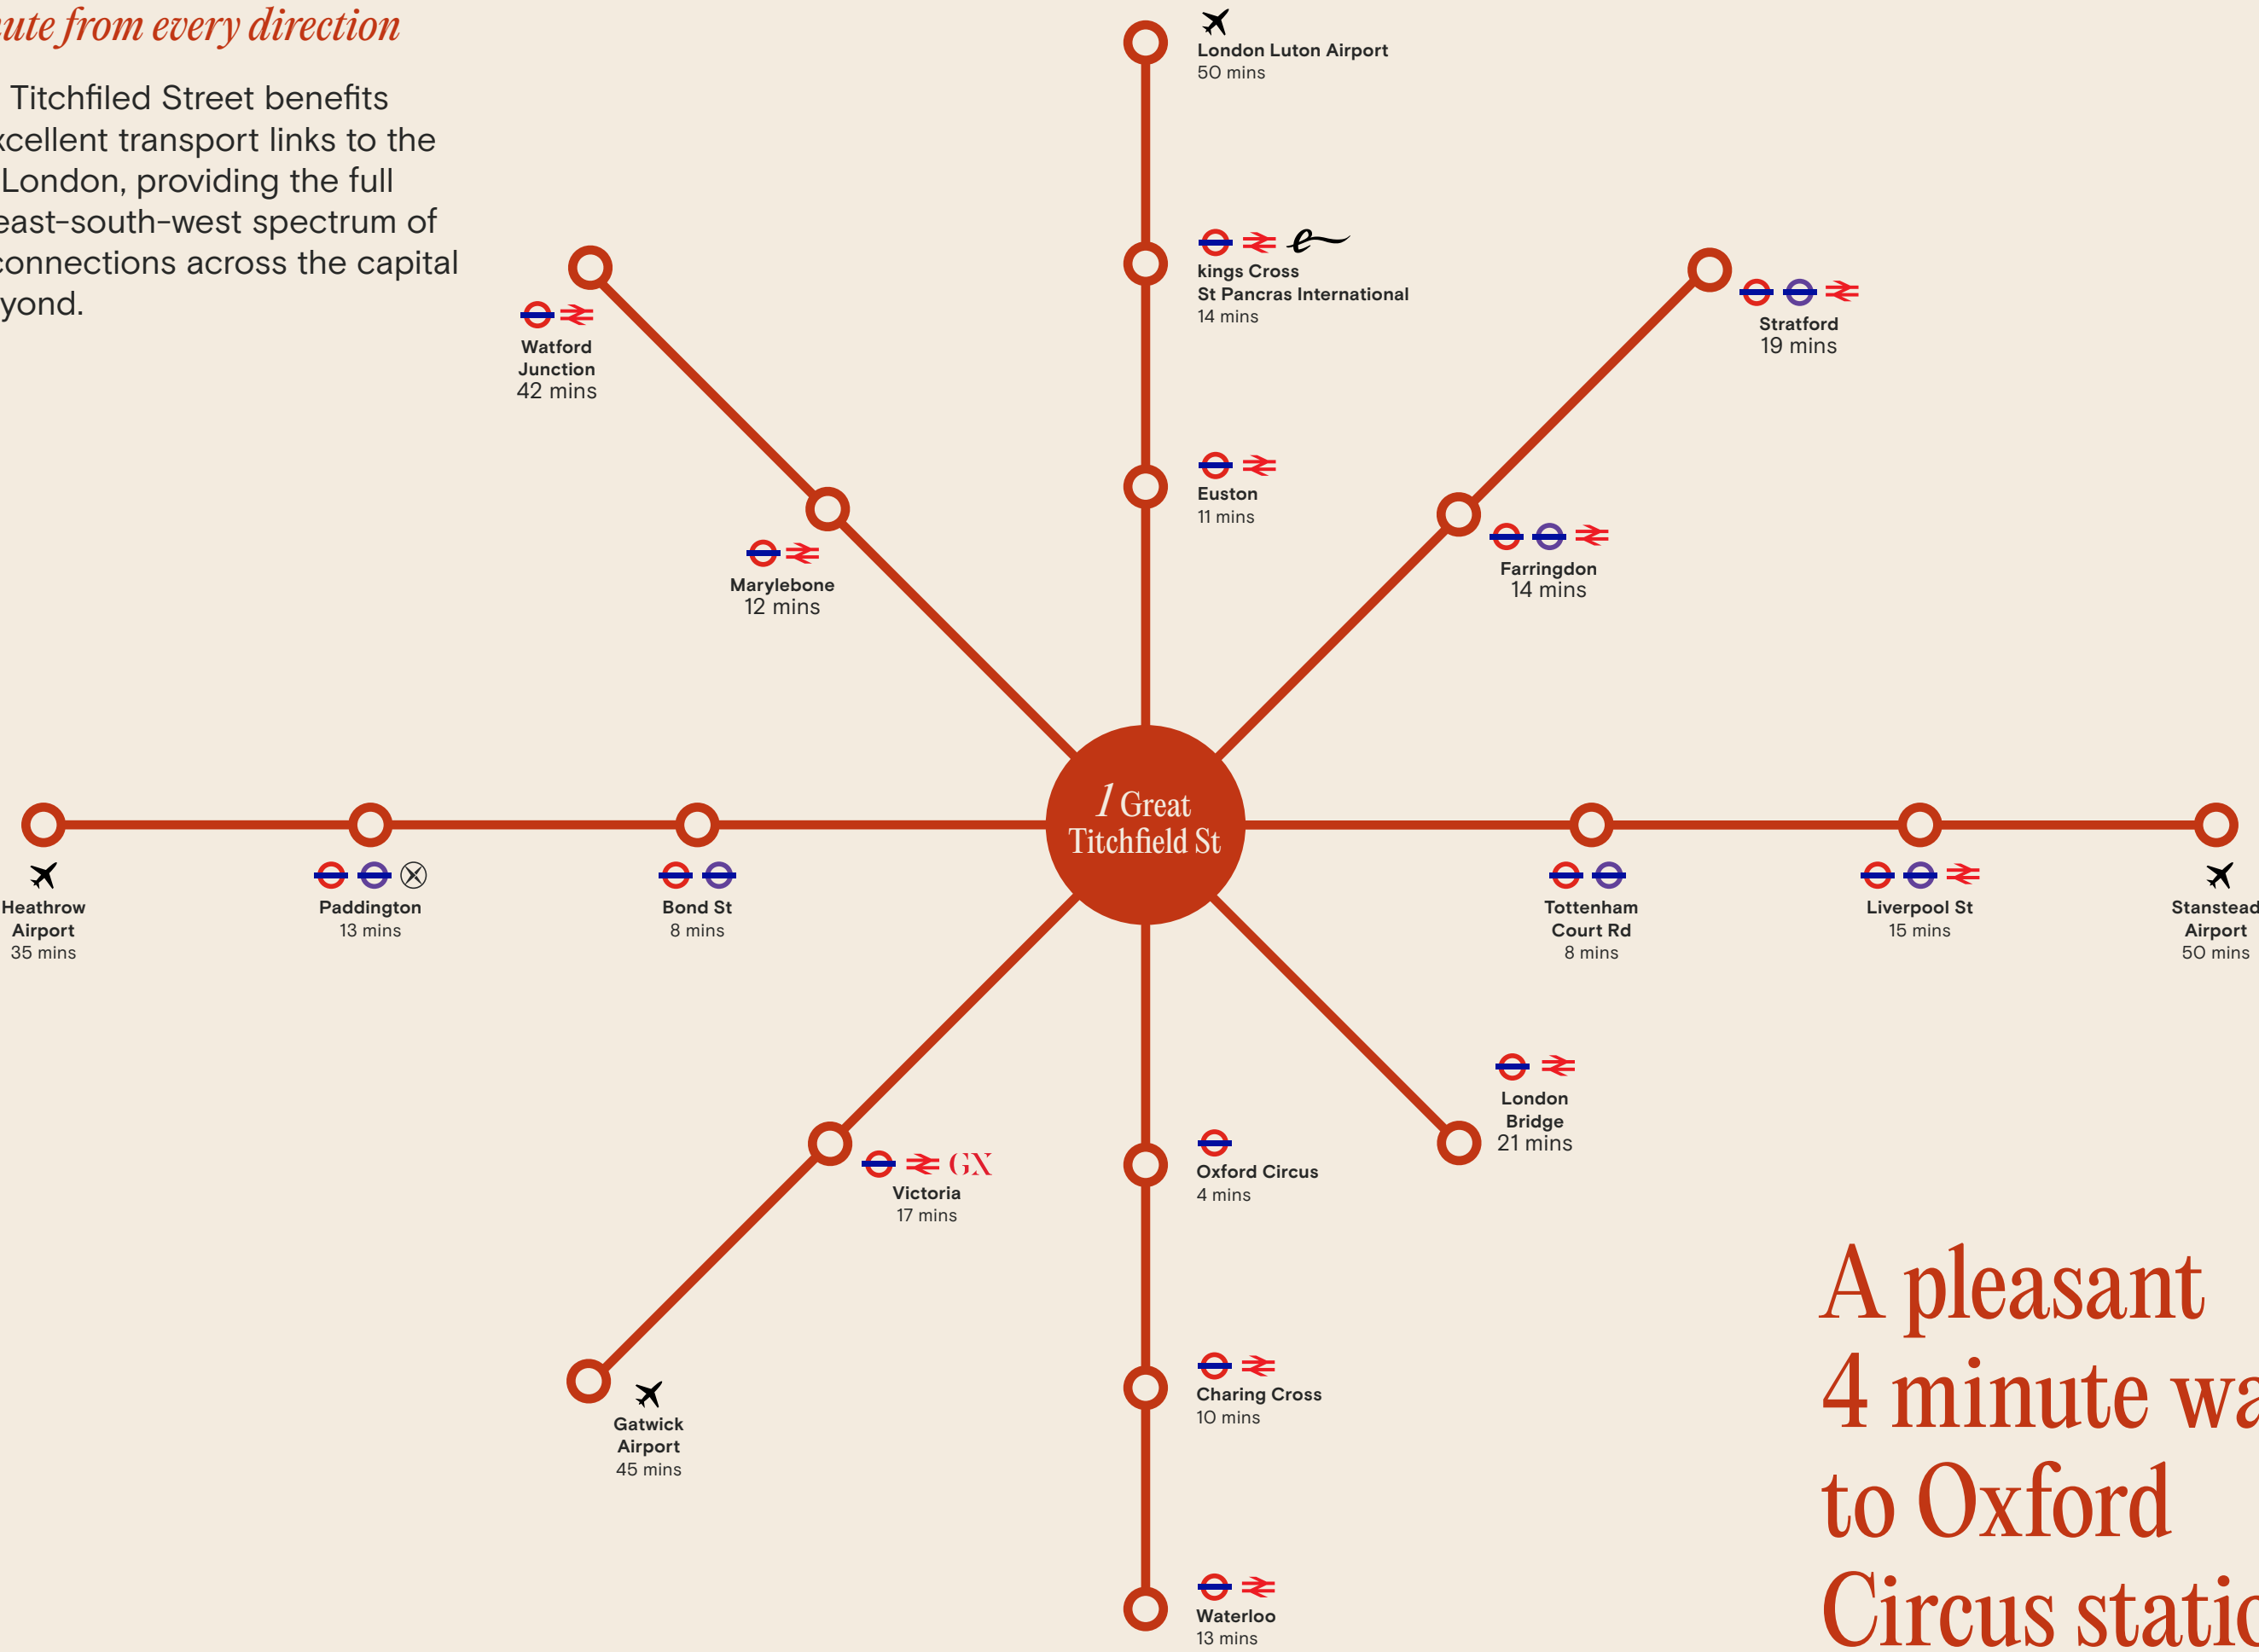 ute from every direction
Titchfiled Street benefits
cellent transport links to the
London, providing the full
east-south-west spectrum of
connections across the capital
yond.
London Luton Airport
50 mins
kings Cross
St Pancras International
14 mins
Euston
11 mins
Watford
Junction
42 mins
Marylebone
12 mins
Stratford
19 mins
Farringdon
14 mins
1 Great
Titchfield St
Heathrow
Airport
35 mins
Paddington
13 mins
Bond St
8 mins
Tottenham
Court Rd
8 mins
Liverpool St
15 mins
Stanstead
Airport
50 mins
London
Bridge
21 mins
GX
Victoria
17 mins
Oxford Circus
4 mins
Gatwick
Airport
45 mins
Charing Cross
10 mins
Waterloo
13 mins
A pleasant
4 minute wa
to Oxford
Circus static